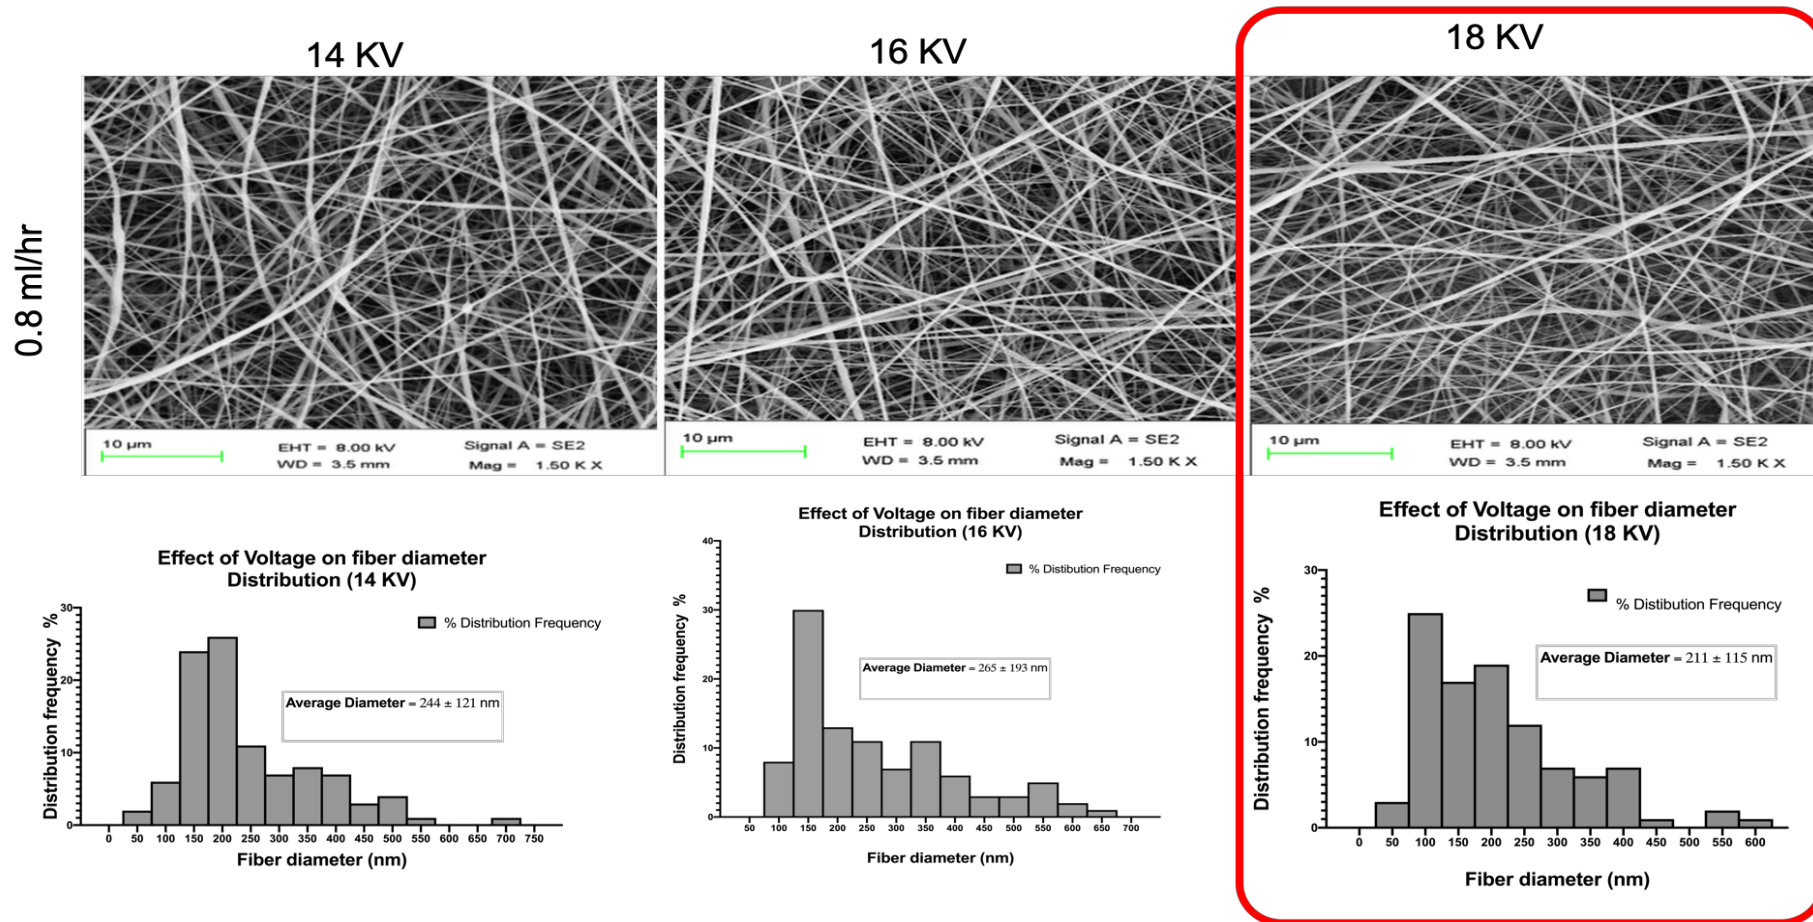 14 KV
16 KV
18 KV
0.8 ml/hr
10 µm
EHT = 8.00 kV
Signal A = SE2
WD = 3.5 mm
Mag = 1.50 K X
10 µm
EHT = 8.00 kV
Signal A = SE2
WD = 3.5 mm
Mag = 1.50 K X
10 µm
EHT = 8.00 kV
Signal A = SE2
WD = 3.5 mm
Mag = 1.50 K X
Effect of Voltage on fiber diameter
Distribution (14 KV)
% Distribution Frequency
Average Diameter = 244 ± 121 nm
Distribution frequency %
30
20
10
0
0 50 100 150 200 250 300 350 400 450 500 550 600 650 700 750
Fiber diameter (nm)
Effect of Voltage on fiber diameter
Distribution (16 KV)
% Distibution Frequency
Average Diameter = 265 ± 193 nm
Distribution frequency %
40
30
20
10
0
50 100 150 200 250 300 350 400 450 500 550 600 650 700
Fiber diameter (nm)
Effect of Voltage on fiber diameter
Distribution (18 KV)
% Distibution Frequency
Average Diameter = 211 ± 115 nm
Distribution frequency %
30
20
10
0
0 50 100 150 200 250 300 350 400 450 500 550 600
Fiber diameter (nm)